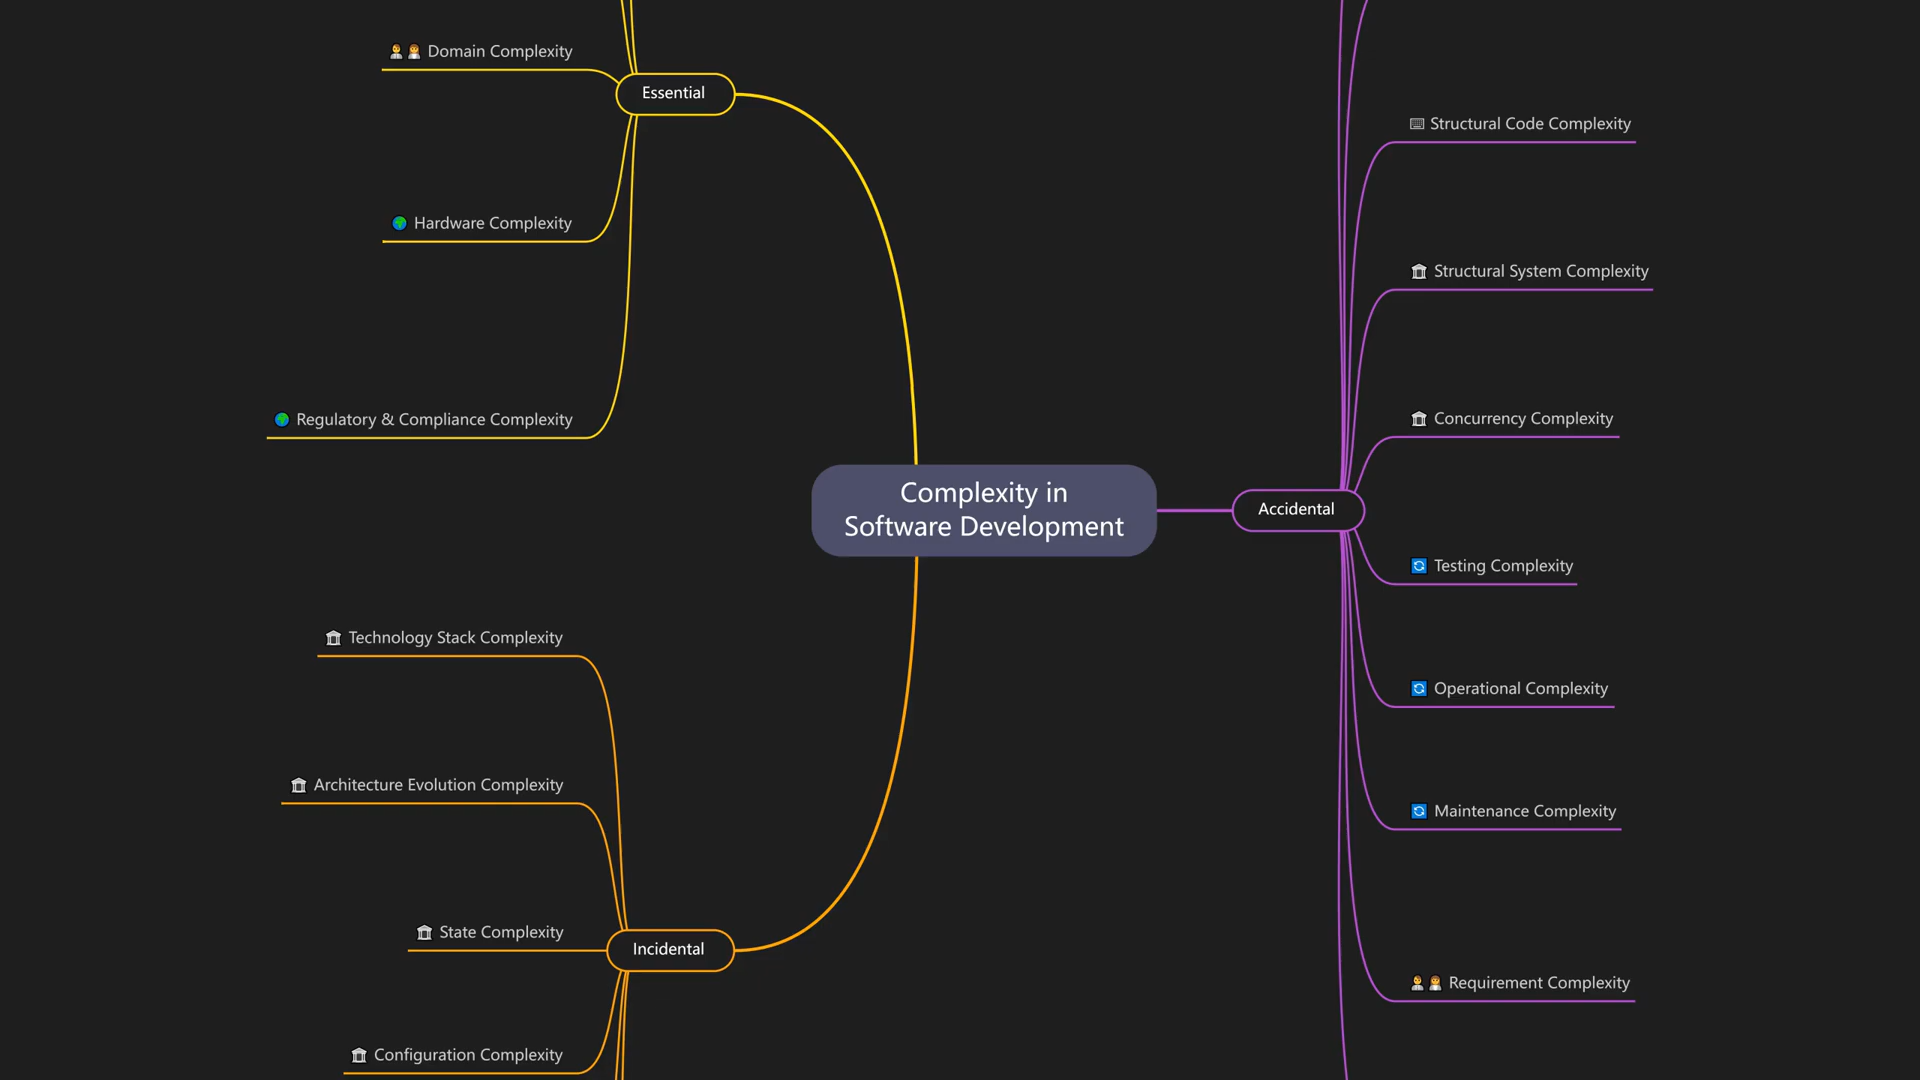 Complexity in
Software Development
Essential
Domain Complexity
Hardware Complexity
Regulatory & Compliance Complexity
Incidental
Technology Stack Complexity
Architecture Evolution Complexity
State Complexity
Configuration Complexity
Accidental
Structural Code Complexity
Structural System Complexity
Concurrency Complexity
Testing Complexity
Operational Complexity
Maintenance Complexity
Requirement Complexity